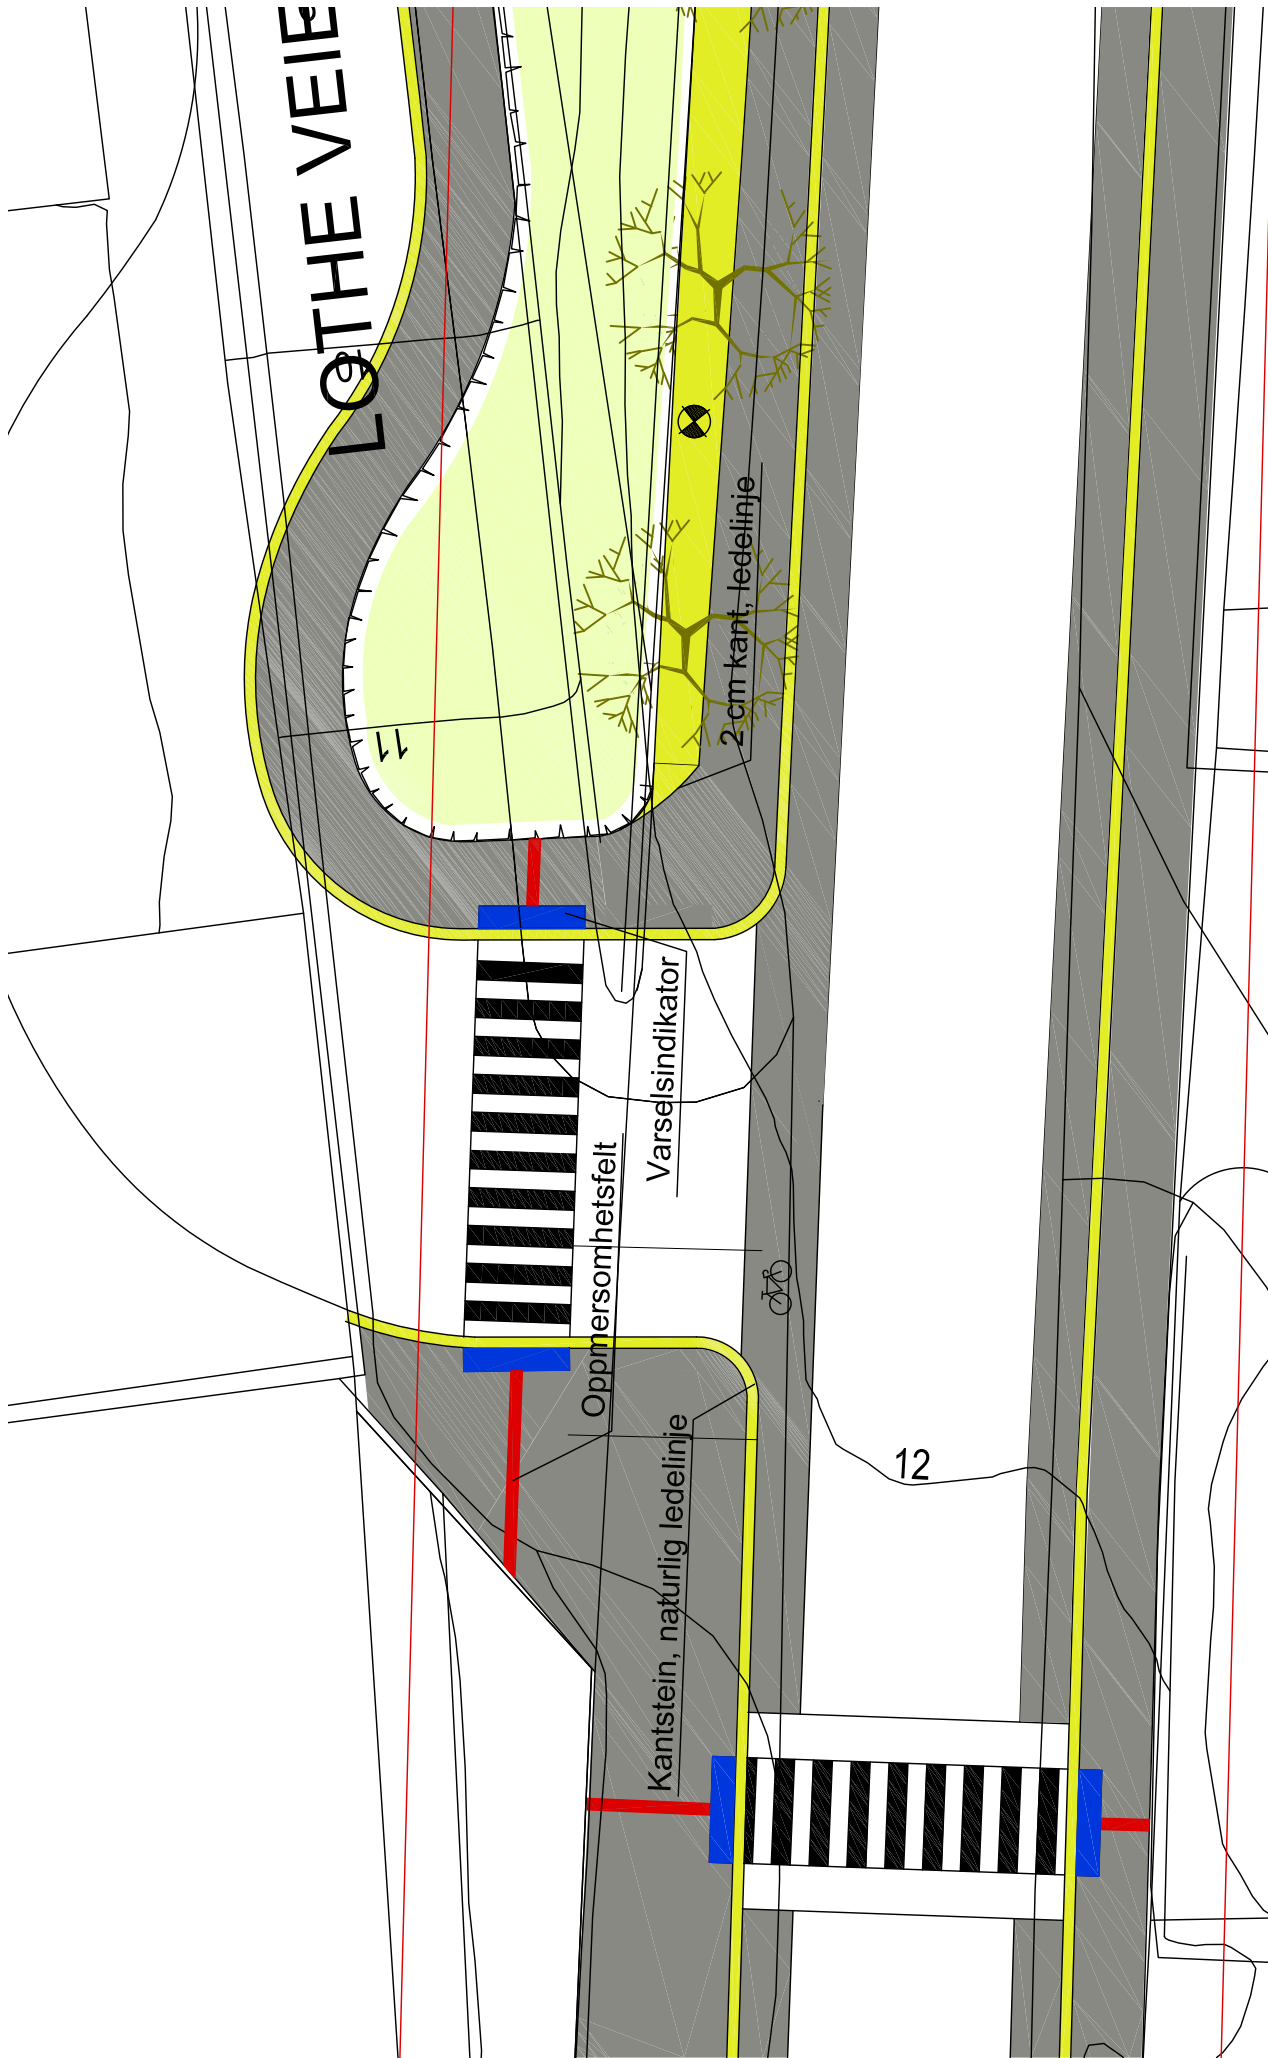 LOTHE VEIE
2 cm kant, ledelinje
11
Varselsindikator
Oppmersomhetsfelt
Kantstein, naturlig ledelinje
12